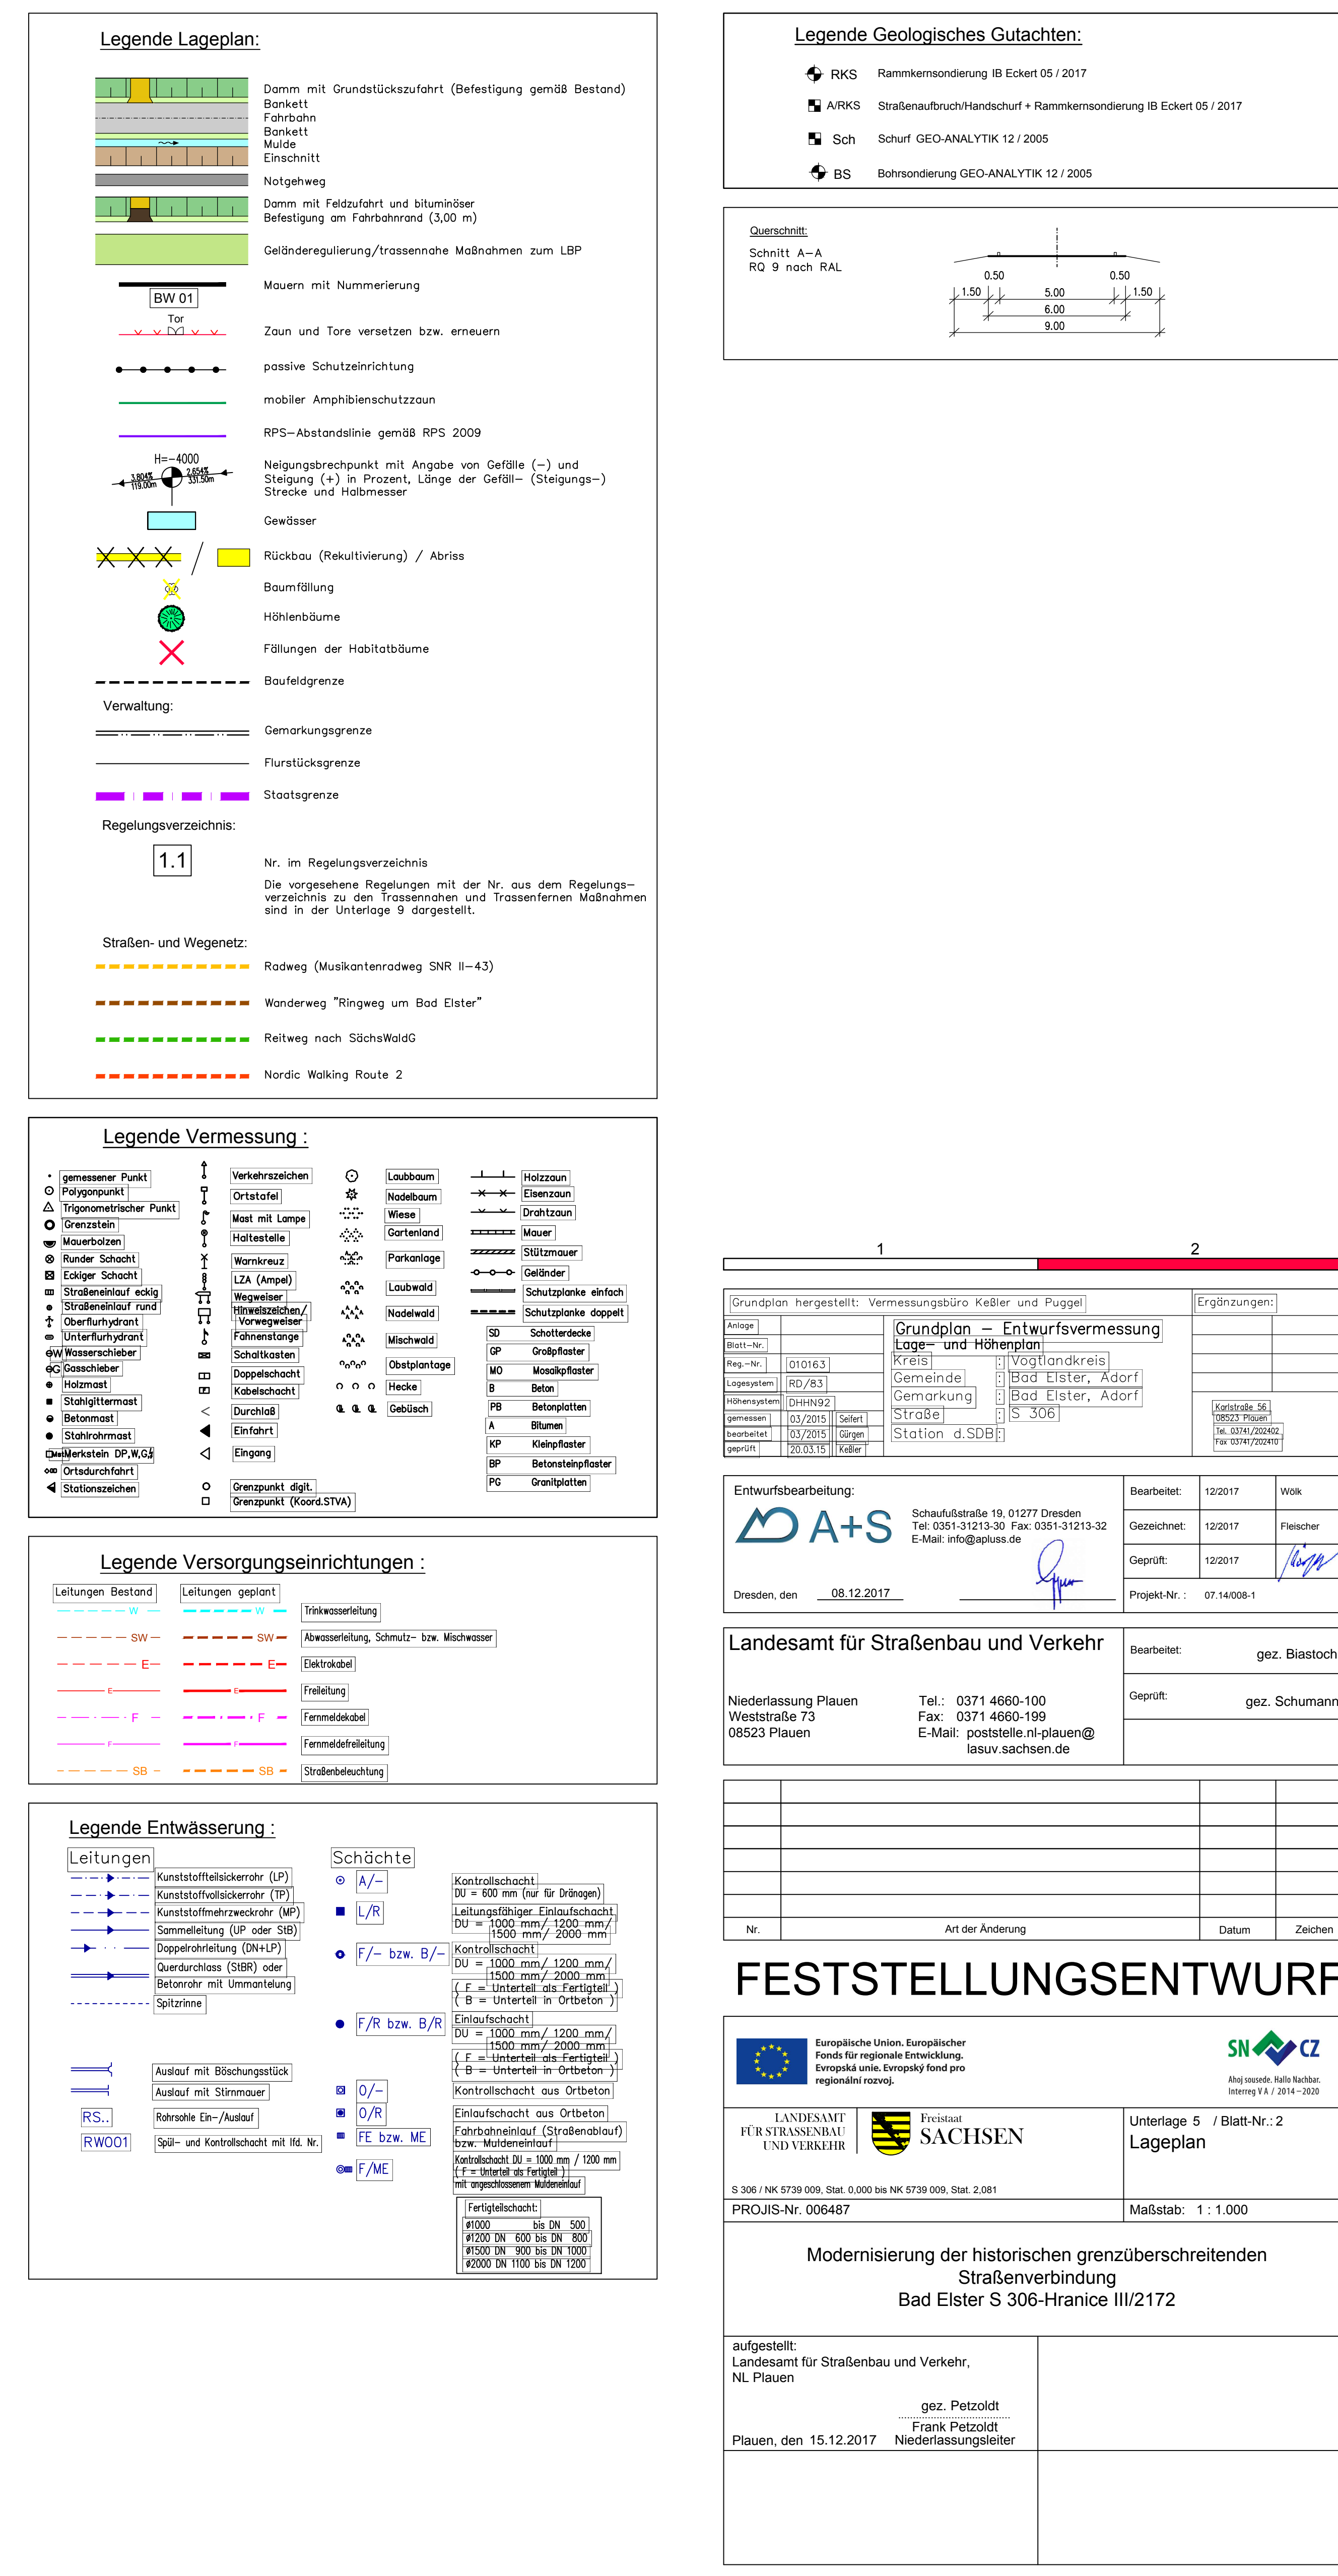 Legende Lageplan:
Damm mit Grundstückszufahrt (Befestigung gemäß Bestand)
Bankett
Fahrbahn
Bankett
Mulde
Einschnitt
Notgehweg
Damm mit Feldzufahrt und bituminöser
Befestigung am Fahrbahnrand (3,00 m)
Geländeregulierung/trassennahe Maßnahmen zum LBP
Mauern mit Nummerierung
BW 01
Tor
Zaun und Tore versetzen bzw. erneuern
passive Schutzeinrichtung
mobiler Amphibienschutzzaun
RPS-Abstandslinie gemäß RPS 2009
H=-4000
3.804% 2.654%
119.00m 331.50m
Neigungsbrechpunkt mit Angabe von Gefälle (-) und
Steigung (+) in Prozent, Länge der Gefäll- (Steigungs-)
Strecke und Halbmesser
Gewässer
Rückbau (Rekultivierung) / Abriss
Baumfällung
Höhlenbäume
Fällungen der Habitatbäume
Baufeldgrenze
Verwaltung:
Gemarkungsgrenze
Flurstücksgrenze
Staatsgrenze
Regelungsverzeichnis:
1.1
Nr. im Regelungsverzeichnis
Die vorgesehene Regelungen mit der Nr. aus dem Regelungs-
verzeichnis zu den Trassennahen und Trassenfernen Maßnahmen
sind in der Unterlage 9 dargestellt.
Straßen- und Wegenetz:
Radweg (Musikantenradweg SNR II-43)
Wanderweg "Ringweg um Bad Elster"
Reitweg nach SächsWaldG
Nordic Walking Route 2
Legende Vermessung :
gemessener Punkt
Polygonpunkt
Trigonometrischer Punkt
Grenzstein
Mauerbolzen
Runder Schacht
Eckiger Schacht
Straßeneinlauf eckig
Straßeneinlauf rund
Oberflurhydrant
Unterflurhydrant
W Wasserschieber
G Gasschieber
Holzmast
Stahlgittermast
Betonmast
Stahlrohrmast
Mst Merkstein DP,W,G,
Ortsdurchfahrt
Stationszeichen
Verkehrszeichen
Ortstafel
Mast mit Lampe
Haltestelle
Warnkreuz
LZA (Ampel)
Wegweiser
Hinweiszeichen/
Vorwegweiser
Fahnenstange
Schaltkasten
Doppelschacht
Kabelschacht
Durchlaß
Einfahrt
Eingang
Grenzpunkt digit.
Grenzpunkt (Koord.STVA)
Laubbaum
Nadelbaum
Wiese
Gartenland
Parkanlage
Laubwald
Nadelwald
Mischwald
Obstplantage
Hecke
Gebüsch
Holzzaun
Eisenzaun
Drahtzaun
Mauer
Stützmauer
Geländer
Schutzplanke einfach
Schutzplanke doppelt
SD Schotterdecke
GP Großpflaster
MO Mosaikpflaster
B Beton
PB Betonplatten
A Bitumen
KP Kleinpflaster
BP Betonsteinpflaster
PG Granitplatten
Legende Versorgungseinrichtungen :
Leitungen Bestand Leitungen geplant
W W Trinkwasserleitung
SW SW Abwasserleitung, Schmutz- bzw. Mischwasser
E E Elektrokabel
E E Freileitung
F F Fernmeldekabel
F F Fernmeldefreileitung
SB SB Straßenbeleuchtung
Legende Entwässerung :
Leitungen
Kunststoffteilsickerrohr (LP)
Kunststoffvollsickerrohr (TP)
Kunststoffmehrzweckrohr (MP)
Sammelleitung (UP oder StB)
Doppelrohrleitung (DN+LP)
Querdurchlass (StBR) oder
Betonrohr mit Ummantelung
Spitzrinne
Auslauf mit Böschungsstück
Auslauf mit Stirnmauer
RS.. Rohrsohle Ein-/Auslauf
RW001 Spül- und Kontrollschacht mit lfd. Nr.
Schächte
A/- Kontrollschacht
DU = 600 mm (nur für Dränagen)
L/R Leitungsfähiger Einlaufschacht
DU = 1000 mm/ 1200 mm/
1500 mm/ 2000 mm
F/- bzw. B/- Kontrollschacht
DU = 1000 mm/ 1200 mm/
1500 mm/ 2000 mm
( F = Unterteil als Fertigteil )
( B = Unterteil in Ortbeton )
F/R bzw. B/R Einlaufschacht
DU = 1000 mm/ 1200 mm/
1500 mm/ 2000 mm
( F = Unterteil als Fertigteil )
( B = Unterteil in Ortbeton )
O/- Kontrollschacht aus Ortbeton
O/R Einlaufschacht aus Ortbeton
FE bzw. ME Fahrbahneinlauf (Straßenablauf)
bzw. Muldeneinlauf
F/ME Kontrollschacht DU = 1000 mm / 1200 mm
( F = Unterteil als Fertigteil )
mit angeschlossenem Muldeneinlauf
Fertigteilschacht:
ø1000 bis DN 500
ø1200 DN 600 bis DN 800
ø1500 DN 900 bis DN 1000
ø2000 DN 1100 bis DN 1200
Legende Geologisches Gutachten:
RKS Rammkernsondierung IB Eckert 05 / 2017
A/RKS Straßenaufbruch/Handschurf + Rammkernsondierung IB Eckert 05 / 2017
Sch Schurf GEO-ANALYTIK 12 / 2005
BS Bohrsondierung GEO-ANALYTIK 12 / 2005
Querschnitt:
Schnitt A-A
RQ 9 nach RAL
0.50 0.50
1.50 5.00 1.50
6.00
9.00
1 2
Grundplan hergestellt: Vermessungsbüro Keßler und Puggel
Ergänzungen:
Anlage
Blatt-Nr.
Reg.-Nr. 010163
Lagesystem RD/83
Höhensystem DHHN92
gemessen 03/2015 Seifert
bearbeitet 03/2015 Gürgen
geprüft 20.03.15 Keßler
Grundplan - Entwurfsvermessung
Lage- und Höhenplan
Kreis : Vogtlandkreis
Gemeinde : Bad Elster, Adorf
Gemarkung : Bad Elster, Adorf
Straße : S 306
Station d.SDB:
Karlstraße 56
08523 Plauen
Tel. 03741/202402
Fax 03741/202410
Entwurfsbearbeitung:
A+S
Schaufußstraße 19, 01277 Dresden
Tel: 0351-31213-30 Fax: 0351-31213-32
E-Mail: info@apluss.de
Dresden, den 08.12.2017
Bearbeitet: 12/2017 Wölk
Gezeichnet: 12/2017 Fleischer
Geprüft: 12/2017
Projekt-Nr. : 07.14/008-1
Landesamt für Straßenbau und Verkehr
Niederlassung Plauen
Weststraße 73
08523 Plauen
Tel.: 0371 4660-100
Fax: 0371 4660-199
E-Mail: poststelle.nl-plauen@
lasuv.sachsen.de
Bearbeitet: gez. Biastoch
Geprüft: gez. Schumann
Nr. Art der Änderung Datum Zeichen
FESTSTELLUNGSENTWURF
Europäische Union. Europäischer
Fonds für regionale Entwicklung.
Evropská unie. Evropský fond pro
regionální rozvoj.
SN CZ
Ahoj sousede. Hallo Nachbar.
Interreg V A / 2014 – 2020
LANDESAMT
FÜR STRASSENBAU
UND VERKEHR
Freistaat
SACHSEN
S 306 / NK 5739 009, Stat. 0,000 bis NK 5739 009, Stat. 2,081
Unterlage 5 / Blatt-Nr.: 2
Lageplan
PROJIS-Nr. 006487
Maßstab: 1 : 1.000
Modernisierung der historischen grenzüberschreitenden
Straßenverbindung
Bad Elster S 306-Hranice III/2172
aufgestellt:
Landesamt für Straßenbau und Verkehr,
NL Plauen
gez. Petzoldt
Frank Petzoldt
Plauen, den 15.12.2017 Niederlassungsleiter